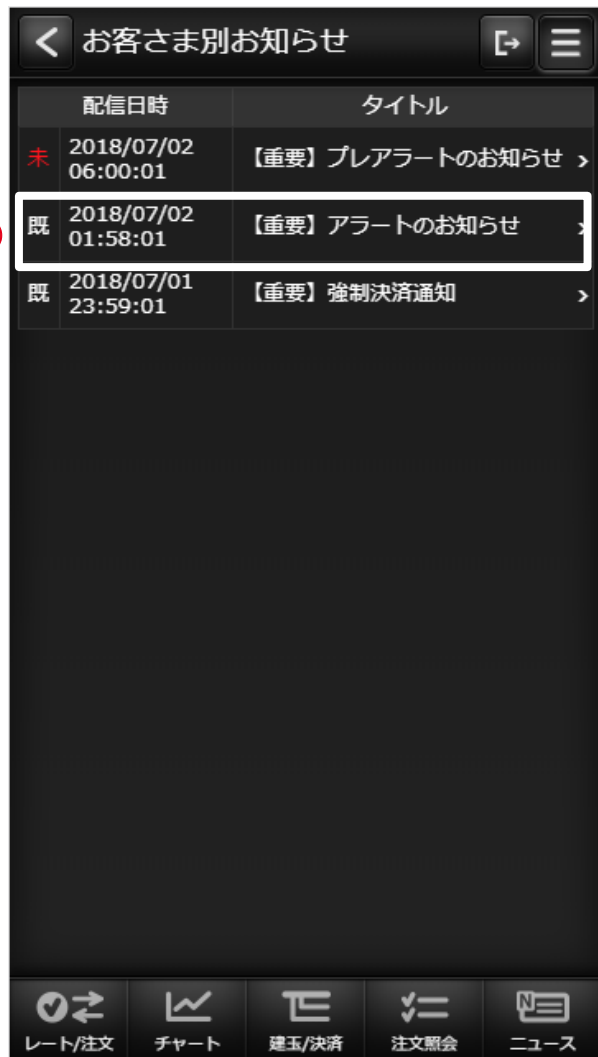 お客さま別お知らせ
配信日時 タイトル
未 2018/07/02 06:00:01 【重要】プレアラートのお知らせ
既 2018/07/02 01:58:01 【重要】アラートのお知らせ
既 2018/07/01 23:59:01 【重要】強制決済通知
レート/注文 チャート 建玉/決済 注文照会 ニュース